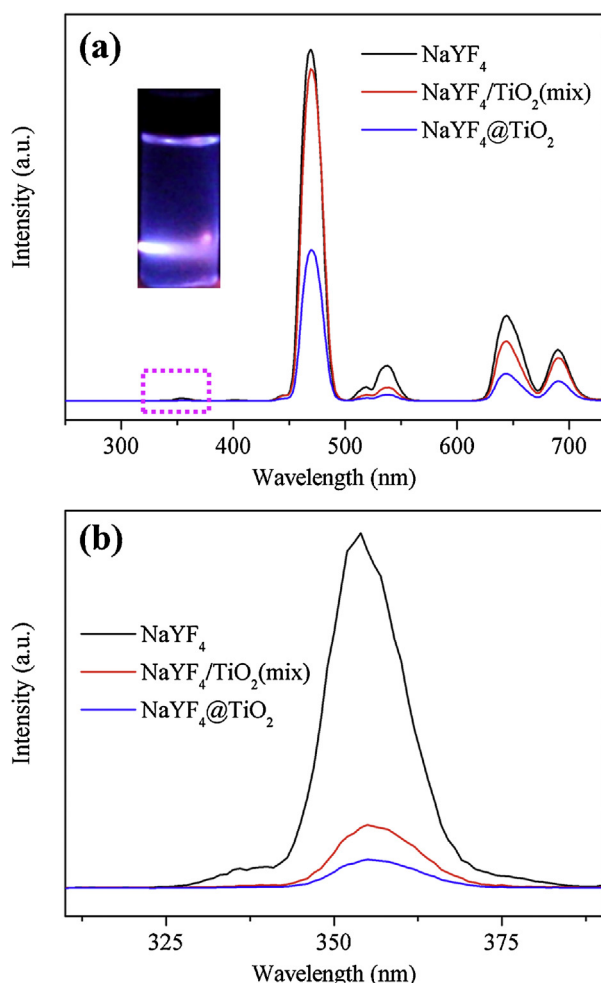 (a)
NaYF₄
NaYF₄/TiO₂(mix)
NaYF₄@TiO₂
Intensity (a.u.)
300 400 500 600 700
Wavelength (nm)
(b)
NaYF₄
NaYF₄/TiO₂(mix)
NaYF₄@TiO₂
Intensity (a.u.)
325 350 375
Wavelength (nm)